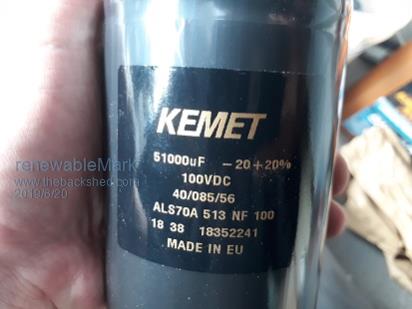 KEMET
51000uF -20+20%
100VDC
40/085/56
ALS70A 513 NF 100
18 38 18352241
MADE IN EU
renewableMark
www.thebackshed.com
2019/6/20